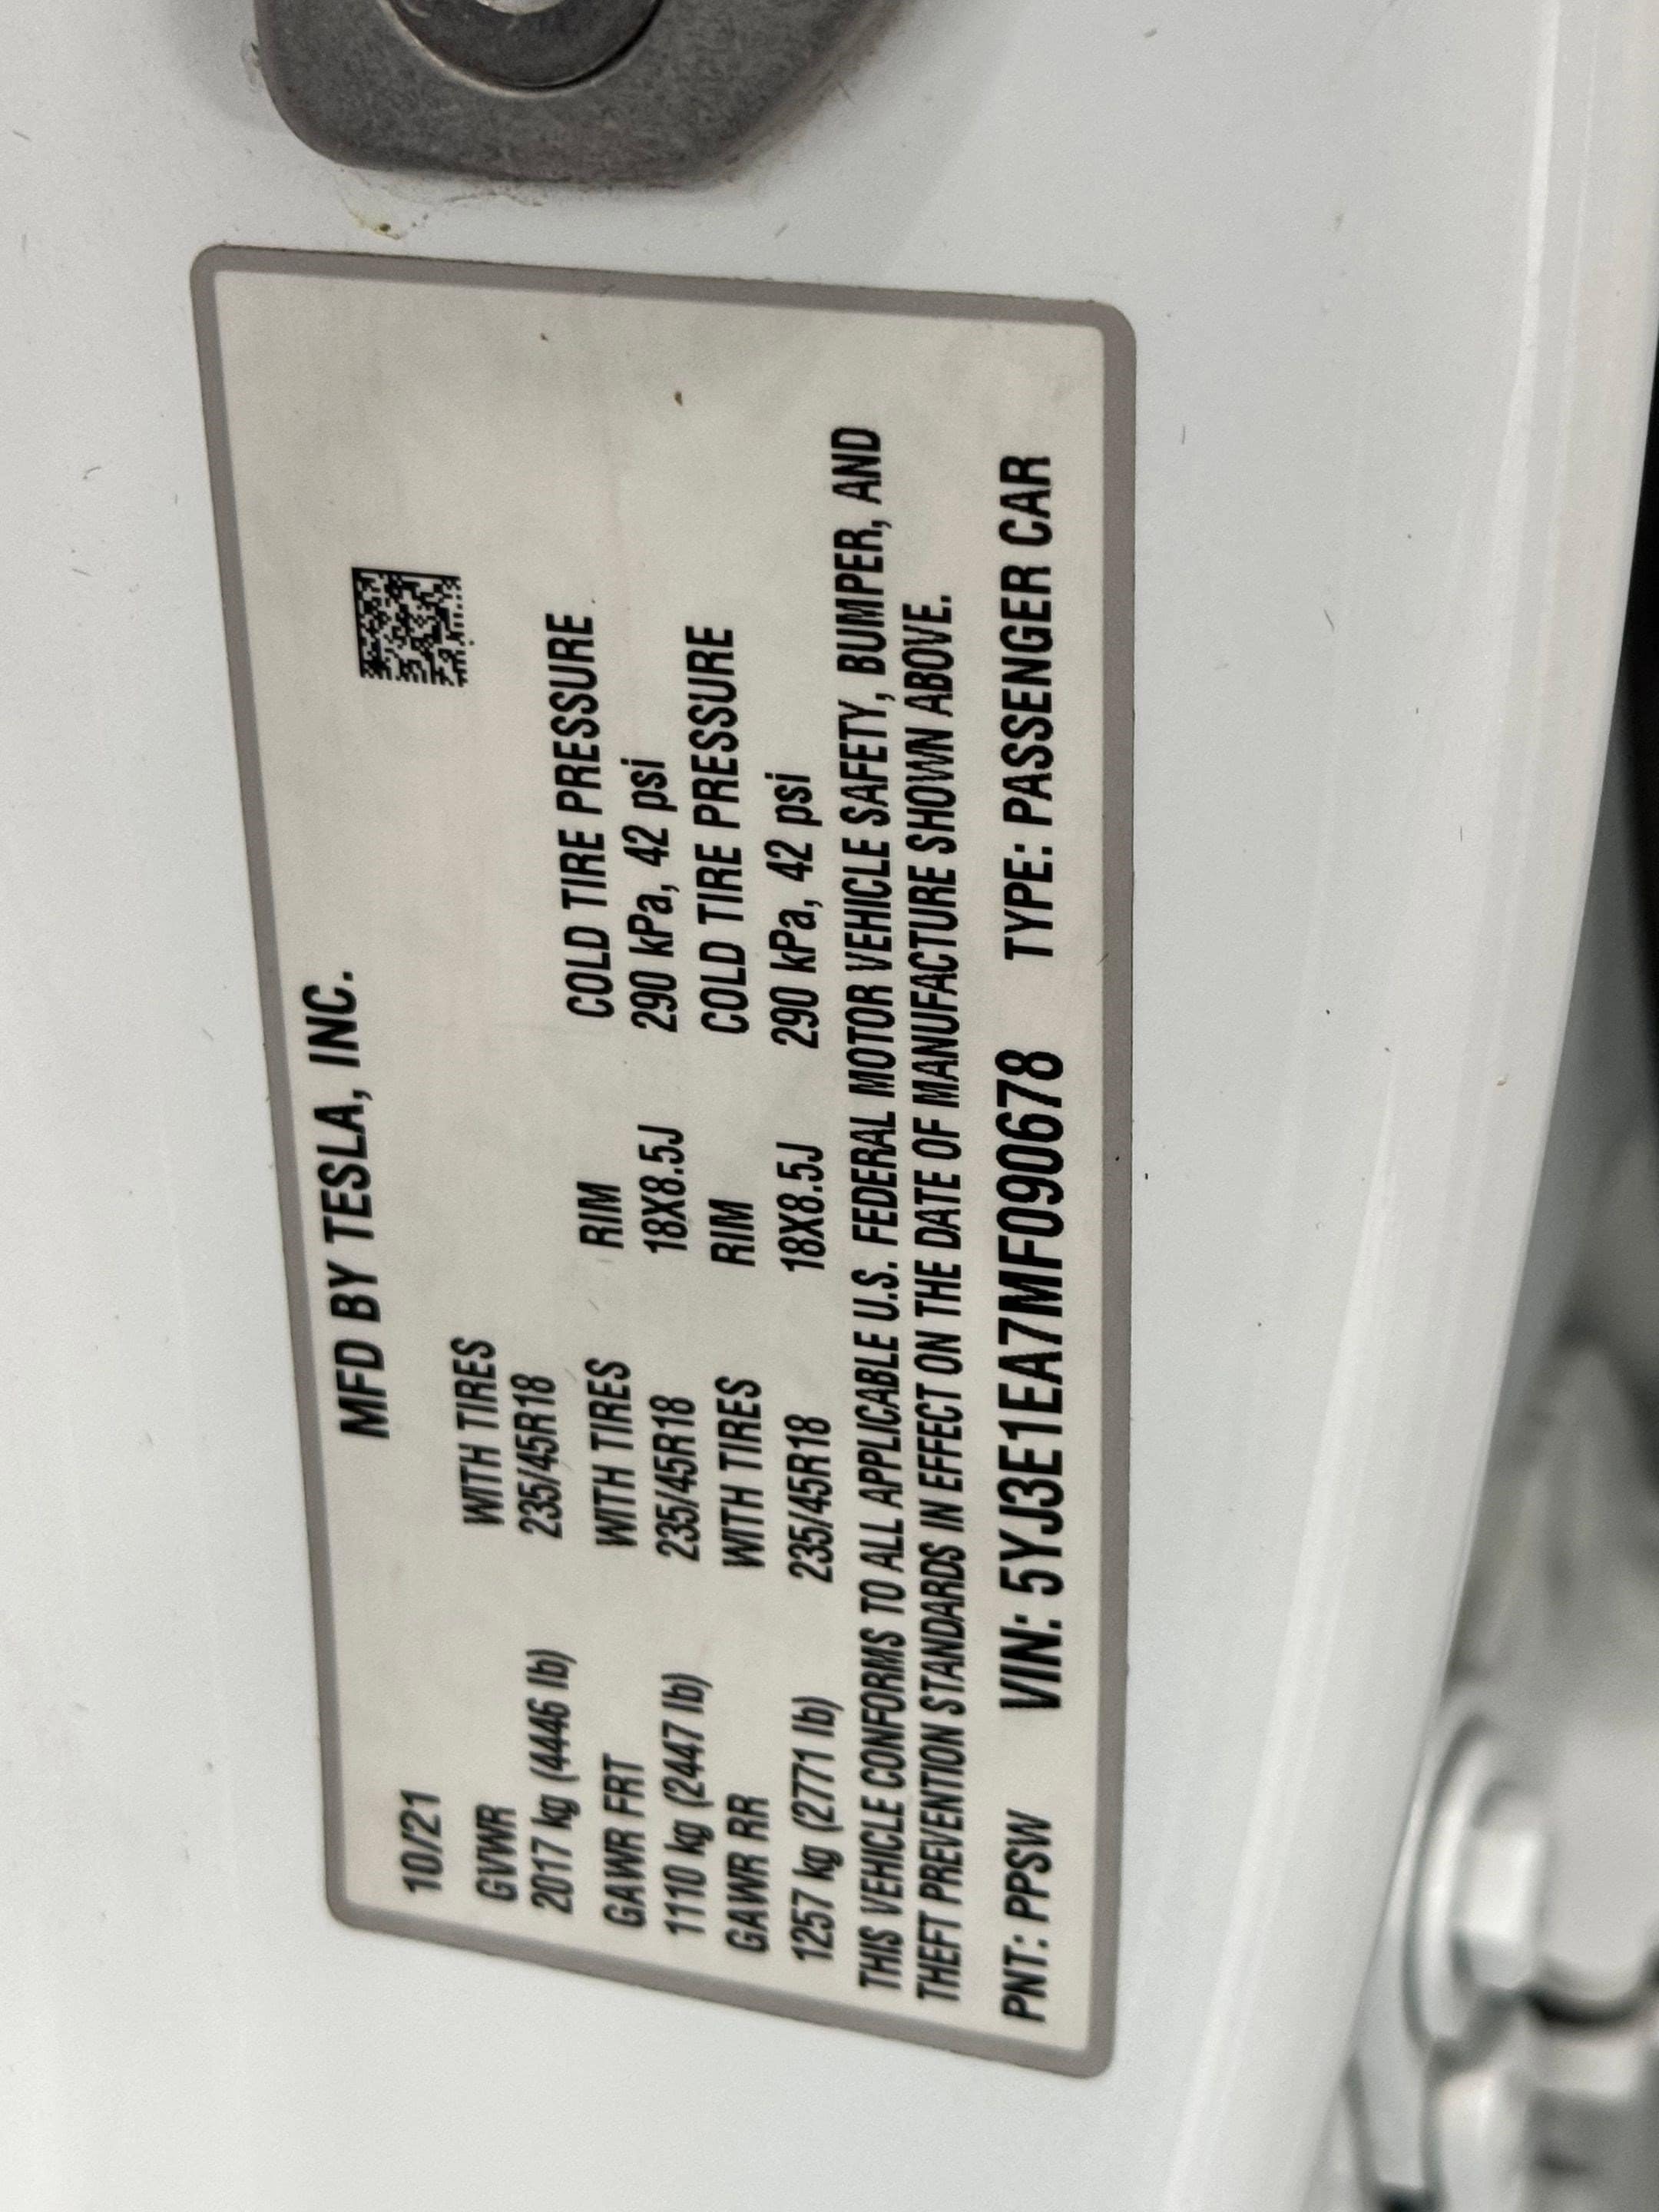 MFD BY TESLA, INC.
10/21
GVWR WITH TIRES
2017 kg (4446 lb) 235/45R18
GAWR FRT WITH TIRES RIM COLD TIRE PRESSURE
1110 kg (2447 lb) 235/45R18 18X8.5J 290 kPa, 42 psi
GAWR RR WITH TIRES RIM COLD TIRE PRESSURE
1257 kg (2771 lb) 235/45R18 18X8.5J 290 kPa, 42 psi
THIS VEHICLE CONFORMS TO ALL APPLICABLE U.S. FEDERAL MOTOR VEHICLE SAFETY, BUMPER, AND
THEFT PREVENTION STANDARDS IN EFFECT ON THE DATE OF MANUFACTURE SHOWN ABOVE.
PNT: PPSW VIN: 5YJ3E1EA7MF090678 TYPE: PASSENGER CAR